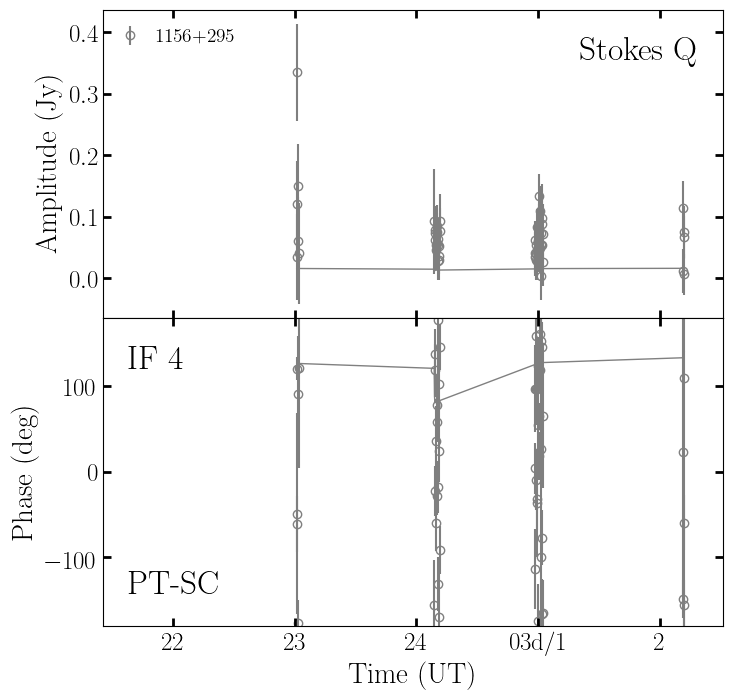 1156+295
Stokes Q
0.4
0.3
0.2
0.1
0.0
Amplitude (Jy)
IF 4
100
0
−100
Phase (deg)
PT-SC
22 23 24 03d/1 2
Time (UT)